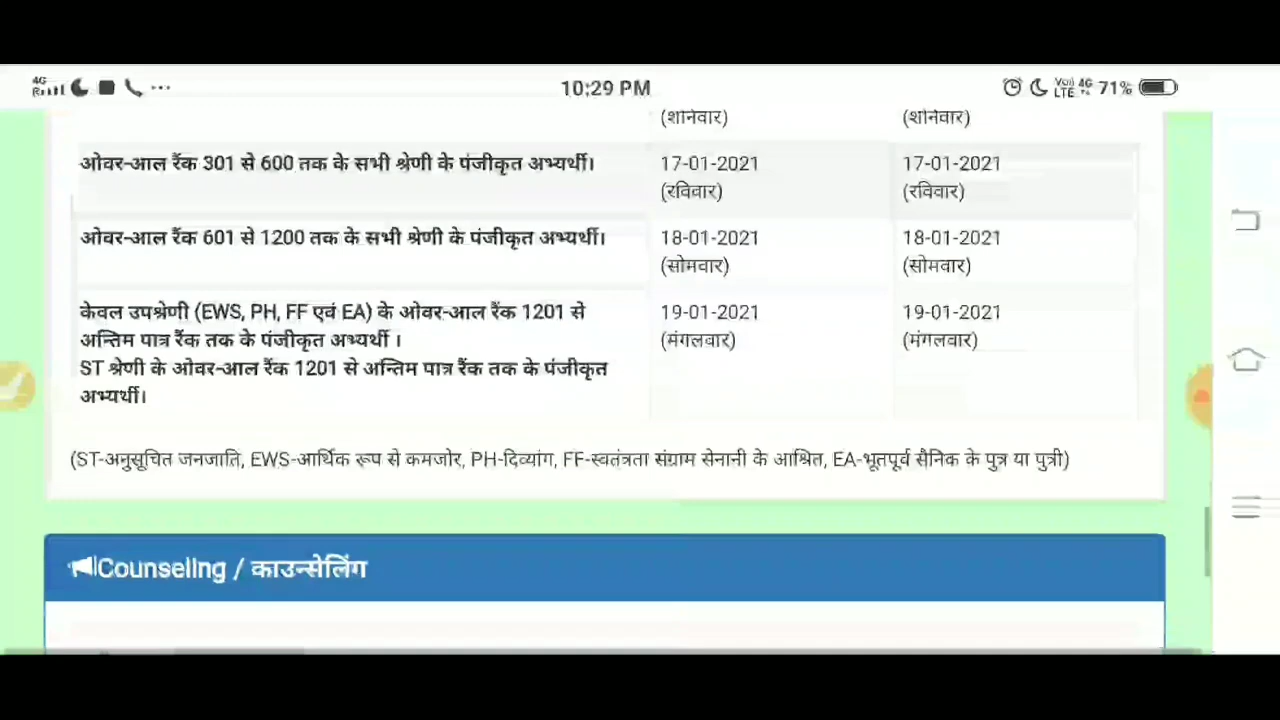 4G
10:29 PM
VoIP 4G
LTE 71%
(शनिवार) (शनिवार)
ओवर-आल रैंक 301 से 600 तक के सभी श्रेणी के पंजीकृत अभ्यर्थी। 17-01-2021 17-01-2021
(रविवार) (रविवार)
ओवर-आल रैंक 601 से 1200 तक के सभी श्रेणी के पंजीकृत अभ्यर्थी। 18-01-2021 18-01-2021
(सोमवार) (सोमवार)
केवल उपश्रेणी (EWS, PH, FF एवं EA) के ओवर-आल रैंक 1201 से 19-01-2021 19-01-2021
अन्तिम पात्र रैंक तक के पंजीकृत अभ्यर्थी । (मंगलवार) (मंगलवार)
ST श्रेणी के ओवर-आल रैंक 1201 से अन्तिम पात्र रैंक तक के पंजीकृत
अभ्यर्थी।
(ST-अनुसूचित जनजाति, EWS-आर्थिक रूप से कमजोर, PH-दिव्यांग, FF-स्वतंत्रता संग्राम सेनानी के आश्रित, EA-भूतपूर्व सैनिक के पुत्र या पुत्री)
Counseling / काउन्सेलिंग